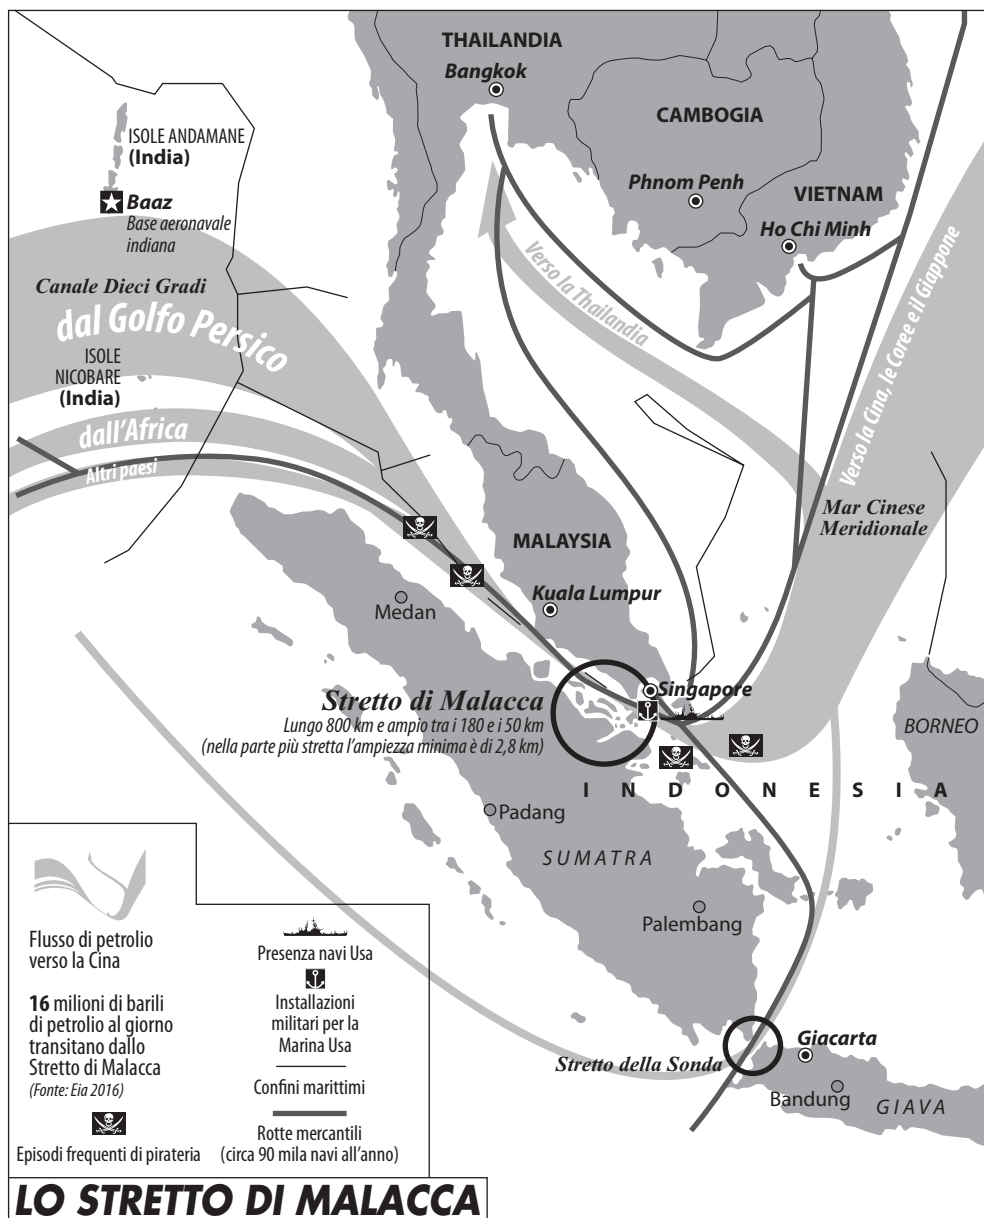 THAILANDIA
Bangkok
CAMBOGIA
ISOLE ANDAMANE
(India)
Baaz
Base aeronavale
indiana
Phnom Penh
VIETNAM
Ho Chi Minh
Canale Dieci Gradi
dal Golfo Persico
Verso la Thailandia
Verso la Cina, le Coree e il Giappone
ISOLE
NICOBARE
(India)
dall'Africa
Altri paesi
Mar Cinese
Meridionale
MALAYSIA
Kuala Lumpur
Medan
Singapore
Stretto di Malacca
Lungo 800 km e ampio tra i 180 e i 50 km
(nella parte più stretta l'ampiezza minima è di 2,8 km)
BORNEO
INDONESIA
Padang
SUMATRA
Palembang
Stretto della Sonda
Giacarta
Bandung
GIAVA
Flusso di petrolio
verso la Cina
16 milioni di barili
di petrolio al giorno
transitano dallo
Stretto di Malacca
(Fonte: Eia 2016)
Episodi frequenti di pirateria
Presenza navi Usa
Installazioni
militari per la
Marina Usa
Confini marittimi
Rotte mercantili
(circa 90 mila navi all'anno)
LO STRETTO DI MALACCA